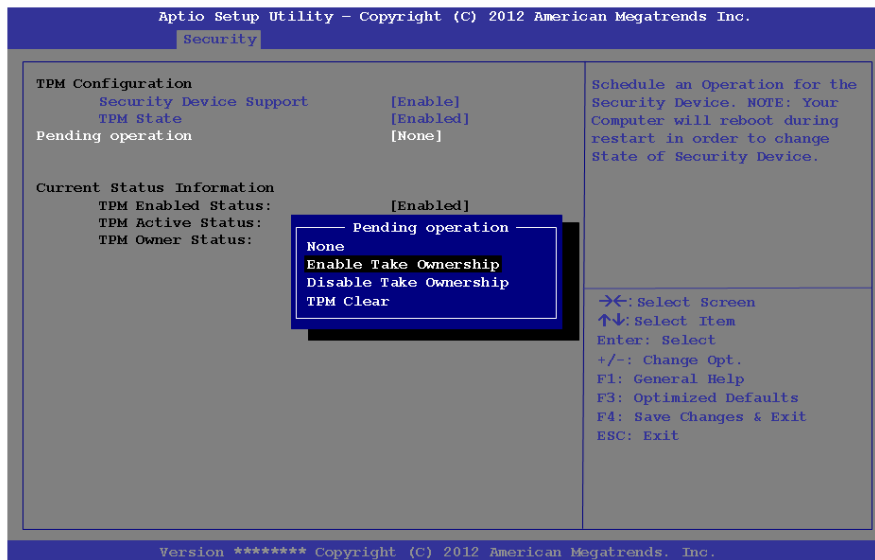 Aptio Setup Utility – Copyright (C) 2012 American Megatrends Inc.
Security
TPM Configuration
Security Device Support [Enable]
TPM State [Enabled]
Pending operation [None]
Current Status Information
TPM Enabled Status: [Enabled]
TPM Active Status:
TPM Owner Status:
Pending operation
None
Enable Take Ownership
Disable Take Ownership
TPM Clear
Schedule an Operation for the
Security Device. NOTE: Your
Computer will reboot during
restart in order to change
State of Security Device.
→←: Select Screen
↑↓: Select Item
Enter: Select
+/-: Change Opt.
F1: General Help
F3: Optimized Defaults
F4: Save Changes & Exit
ESC: Exit
Version ******** Copyright (C) 2012 American Megatrends. Inc.